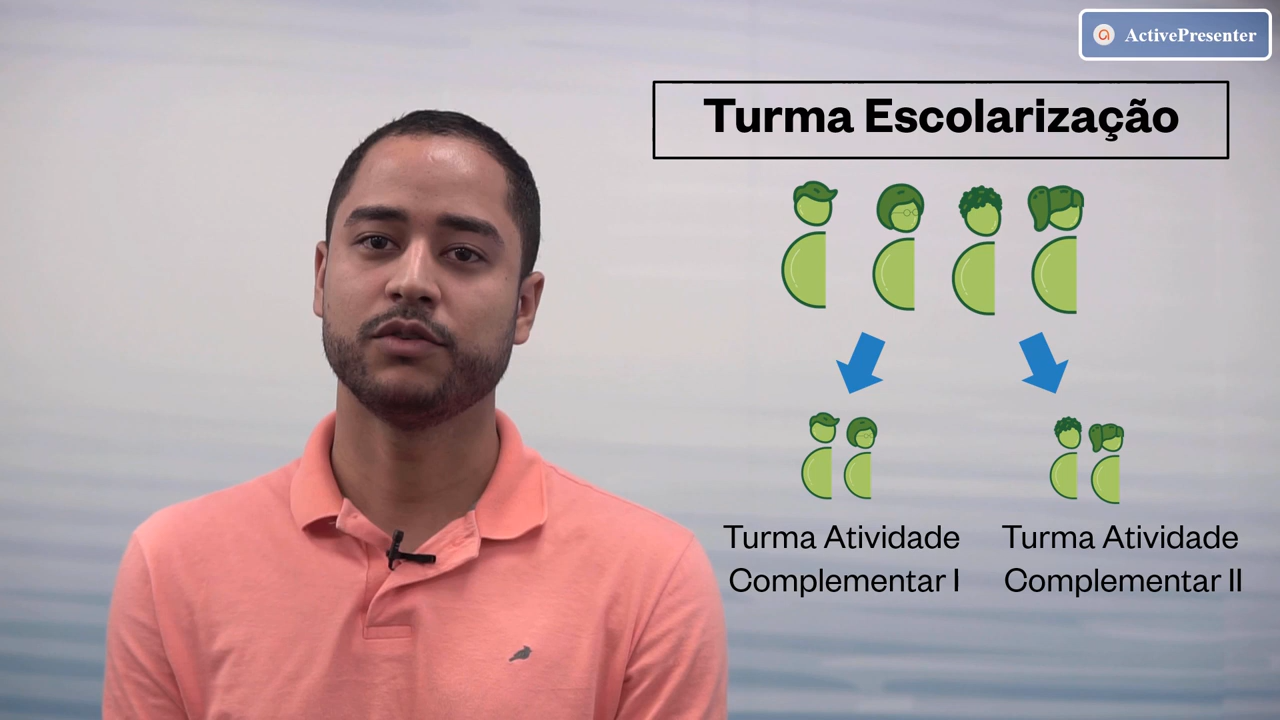 ActivePresenter
Turma Escolarização
Turma Atividade
Complementar I
Turma Atividade
Complementar II